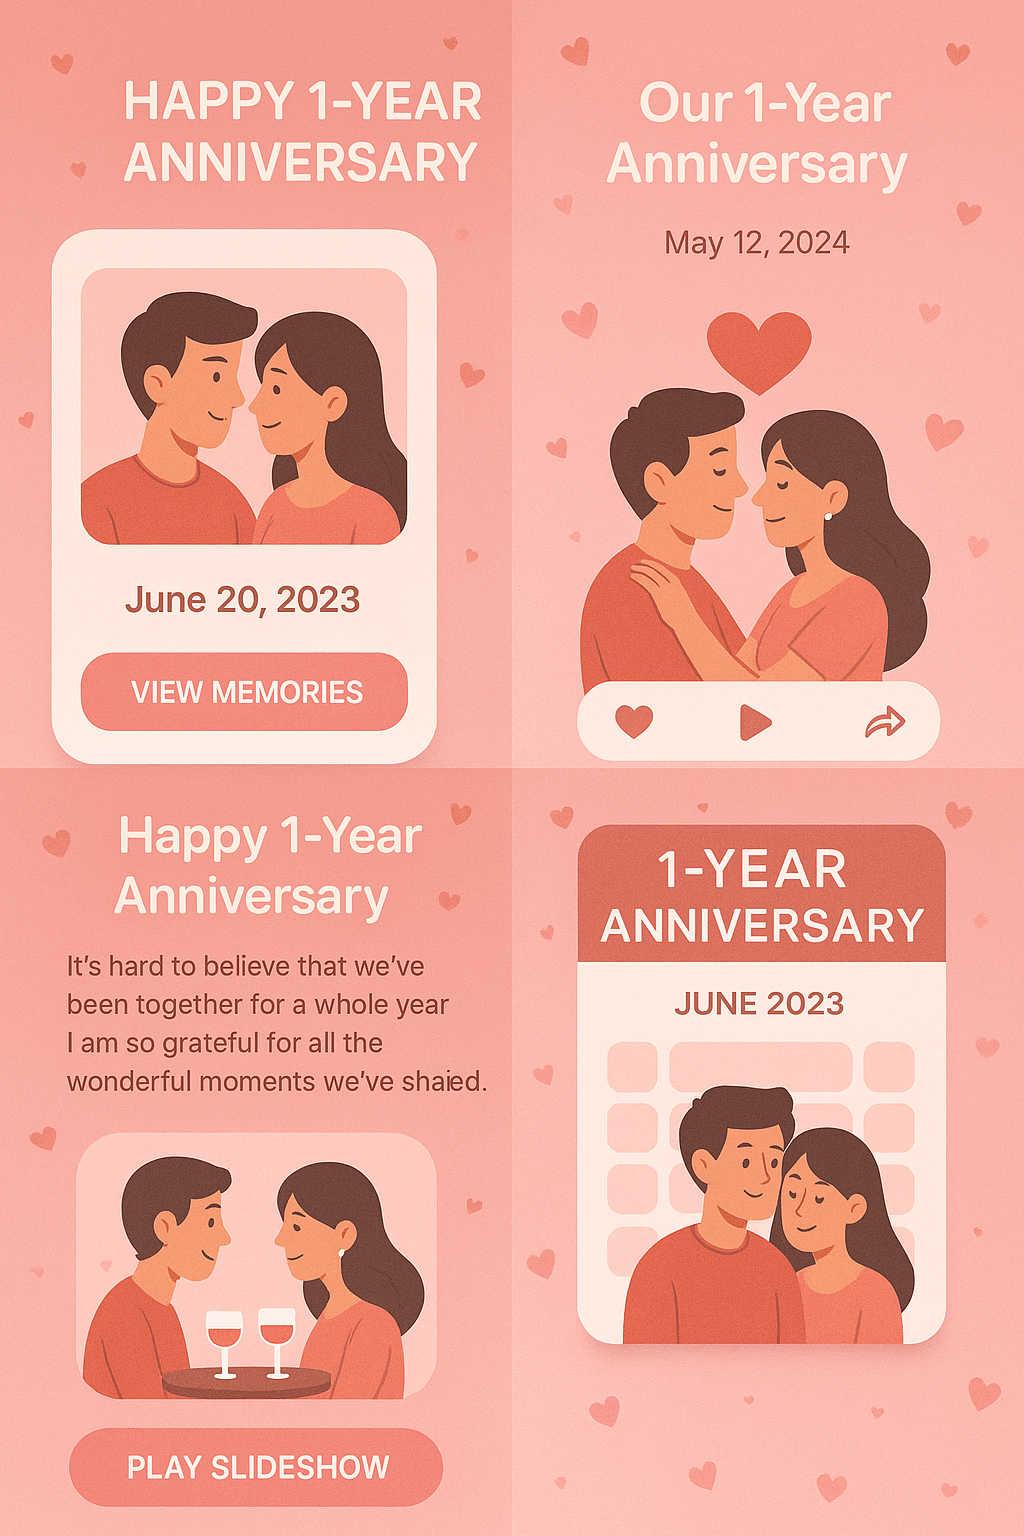 HAPPY 1-YEAR
ANNIVERSARY
June 20, 2023
VIEW MEMORIES
Our 1-Year
Anniversary
May 12, 2024
Happy 1-Year
Anniversary
It's hard to believe that we've
been together for a whole year
I am so grateful for all the
wonderful moments we've shaied.
PLAY SLIDESHOW
1-YEAR
ANNIVERSARY
JUNE 2023